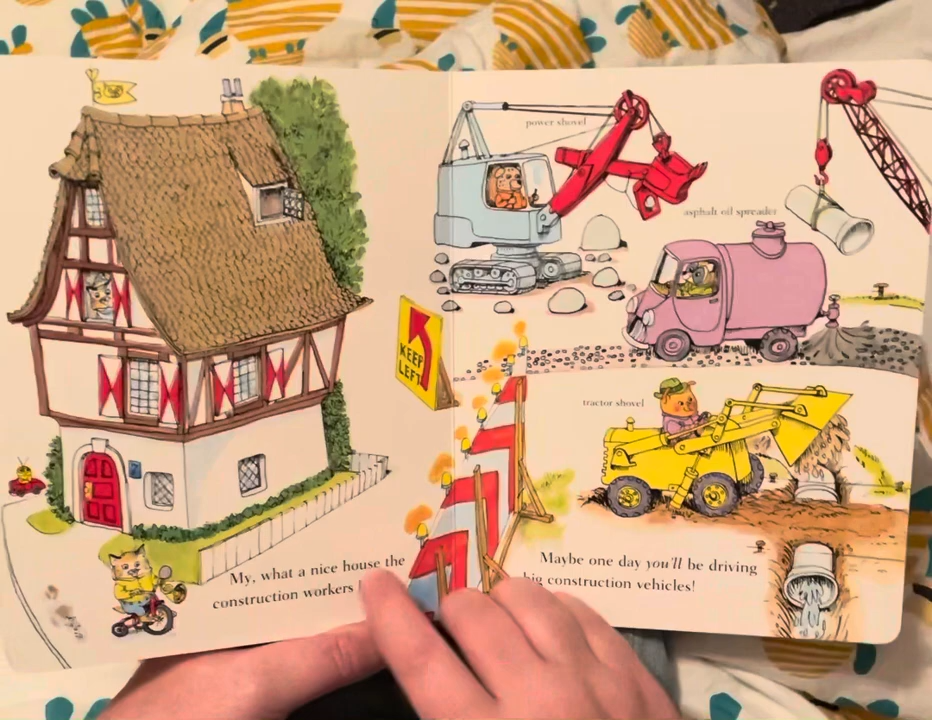 My, what a nice house the
construction workers
power shovel
asphalt oil spreader
KEEP
LEFT
tractor shovel
Maybe one day you'll be driving
big construction vehicles!